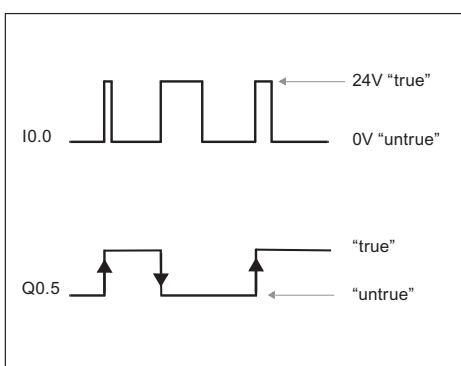 24V “true”
I0.0
0V “untrue”
“true”
Q0.5
“untrue”